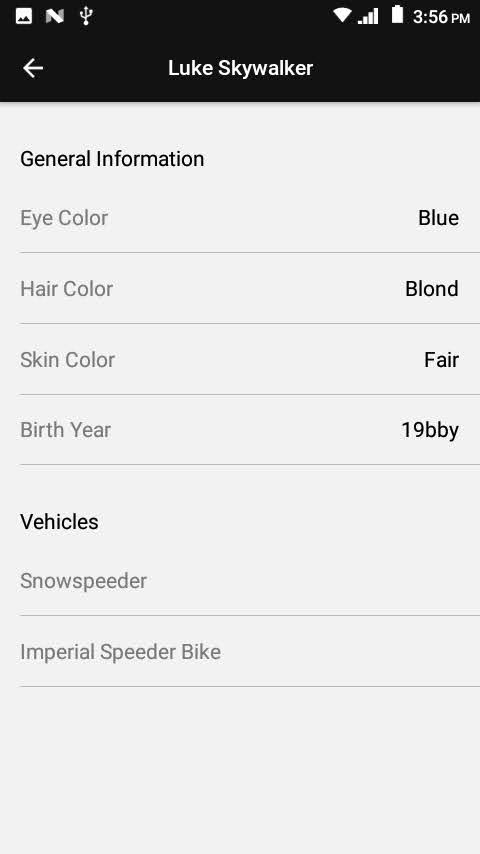 3:56 PM
Luke Skywalker
General Information
Eye Color Blue
Hair Color Blond
Skin Color Fair
Birth Year 19bby
Vehicles
Snowspeeder
Imperial Speeder Bike